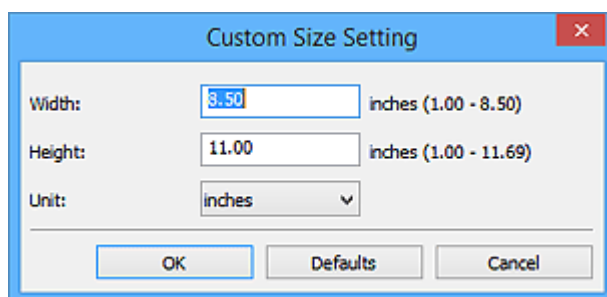 Custom Size Setting
Width: 8.50 inches (1.00 - 8.50)
Height: 11.00 inches (1.00 - 11.69)
Unit: inches
OK Defaults Cancel